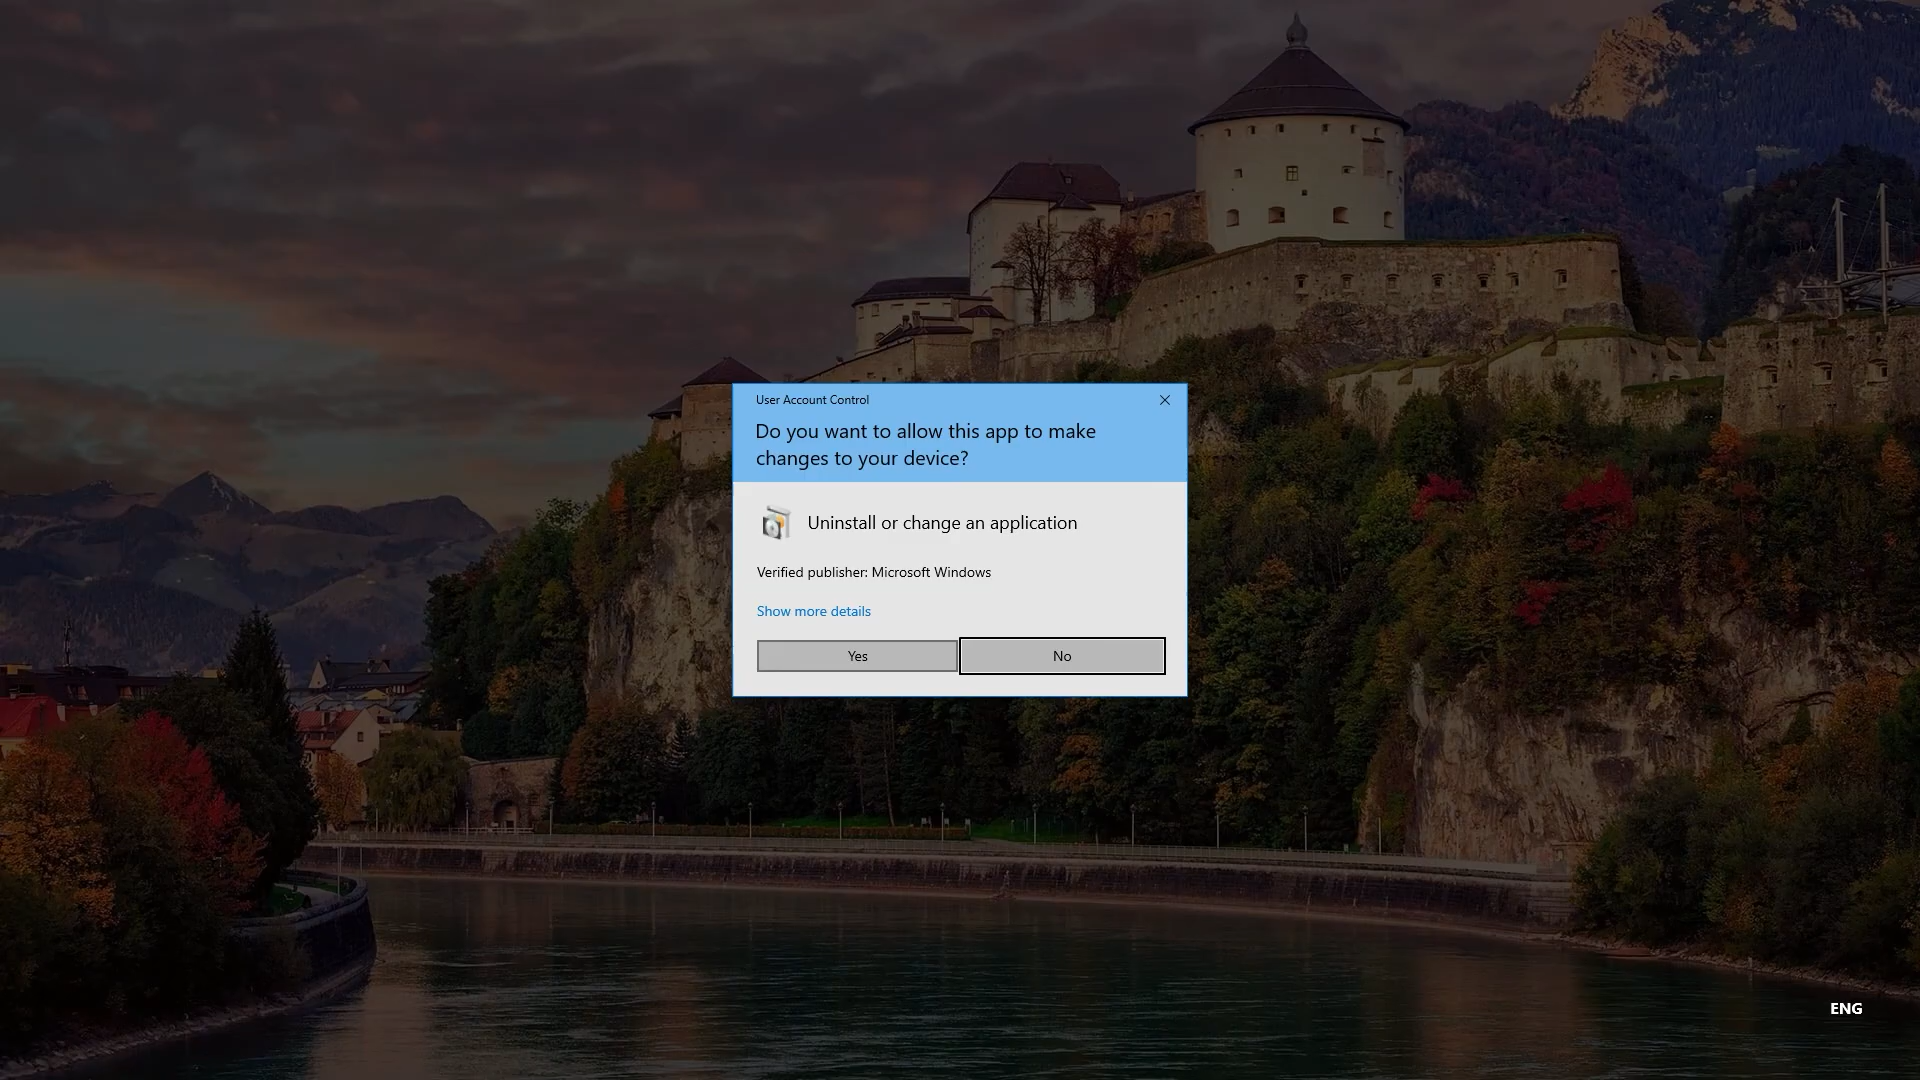 User Account Control
Do you want to allow this app to make
changes to your device?
Uninstall or change an application
Verified publisher: Microsoft Windows
Show more details
Yes
No
ENG